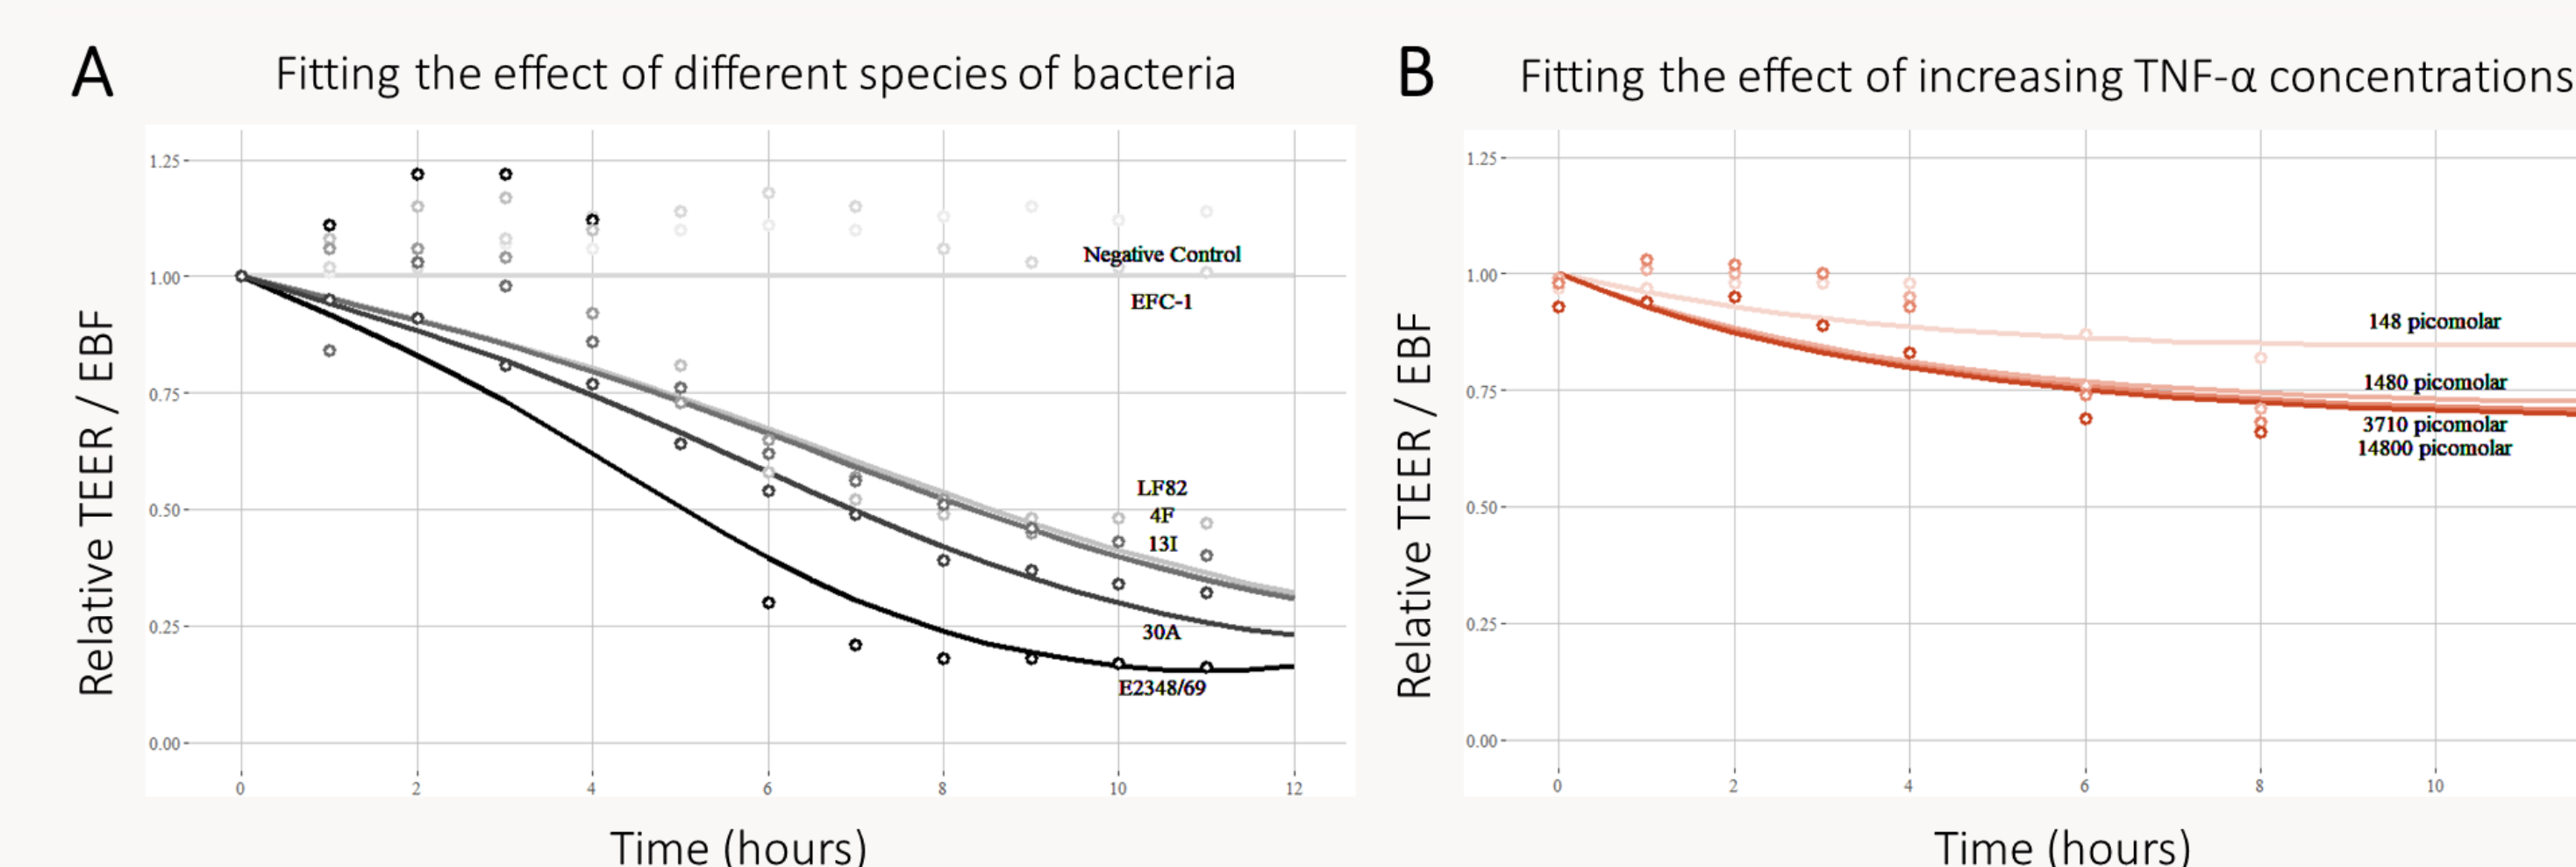 A
Fitting the effect of different species of bacteria
Relative TEER / EBF
1.25
1.00
0.75
0.50
0.25
0.00
Negative Control
EFC-1
LF82
4F
13I
30A
E2348/69
0 2 4 6 8 10 12
Time (hours)
B
Fitting the effect of increasing TNF-α concentrations
Relative TEER / EBF
1.25
1.00
0.75
0.50
0.25
0.00
148 picomolar
1480 picomolar
3710 picomolar
14800 picomolar
0 2 4 6 8 10
Time (hours)